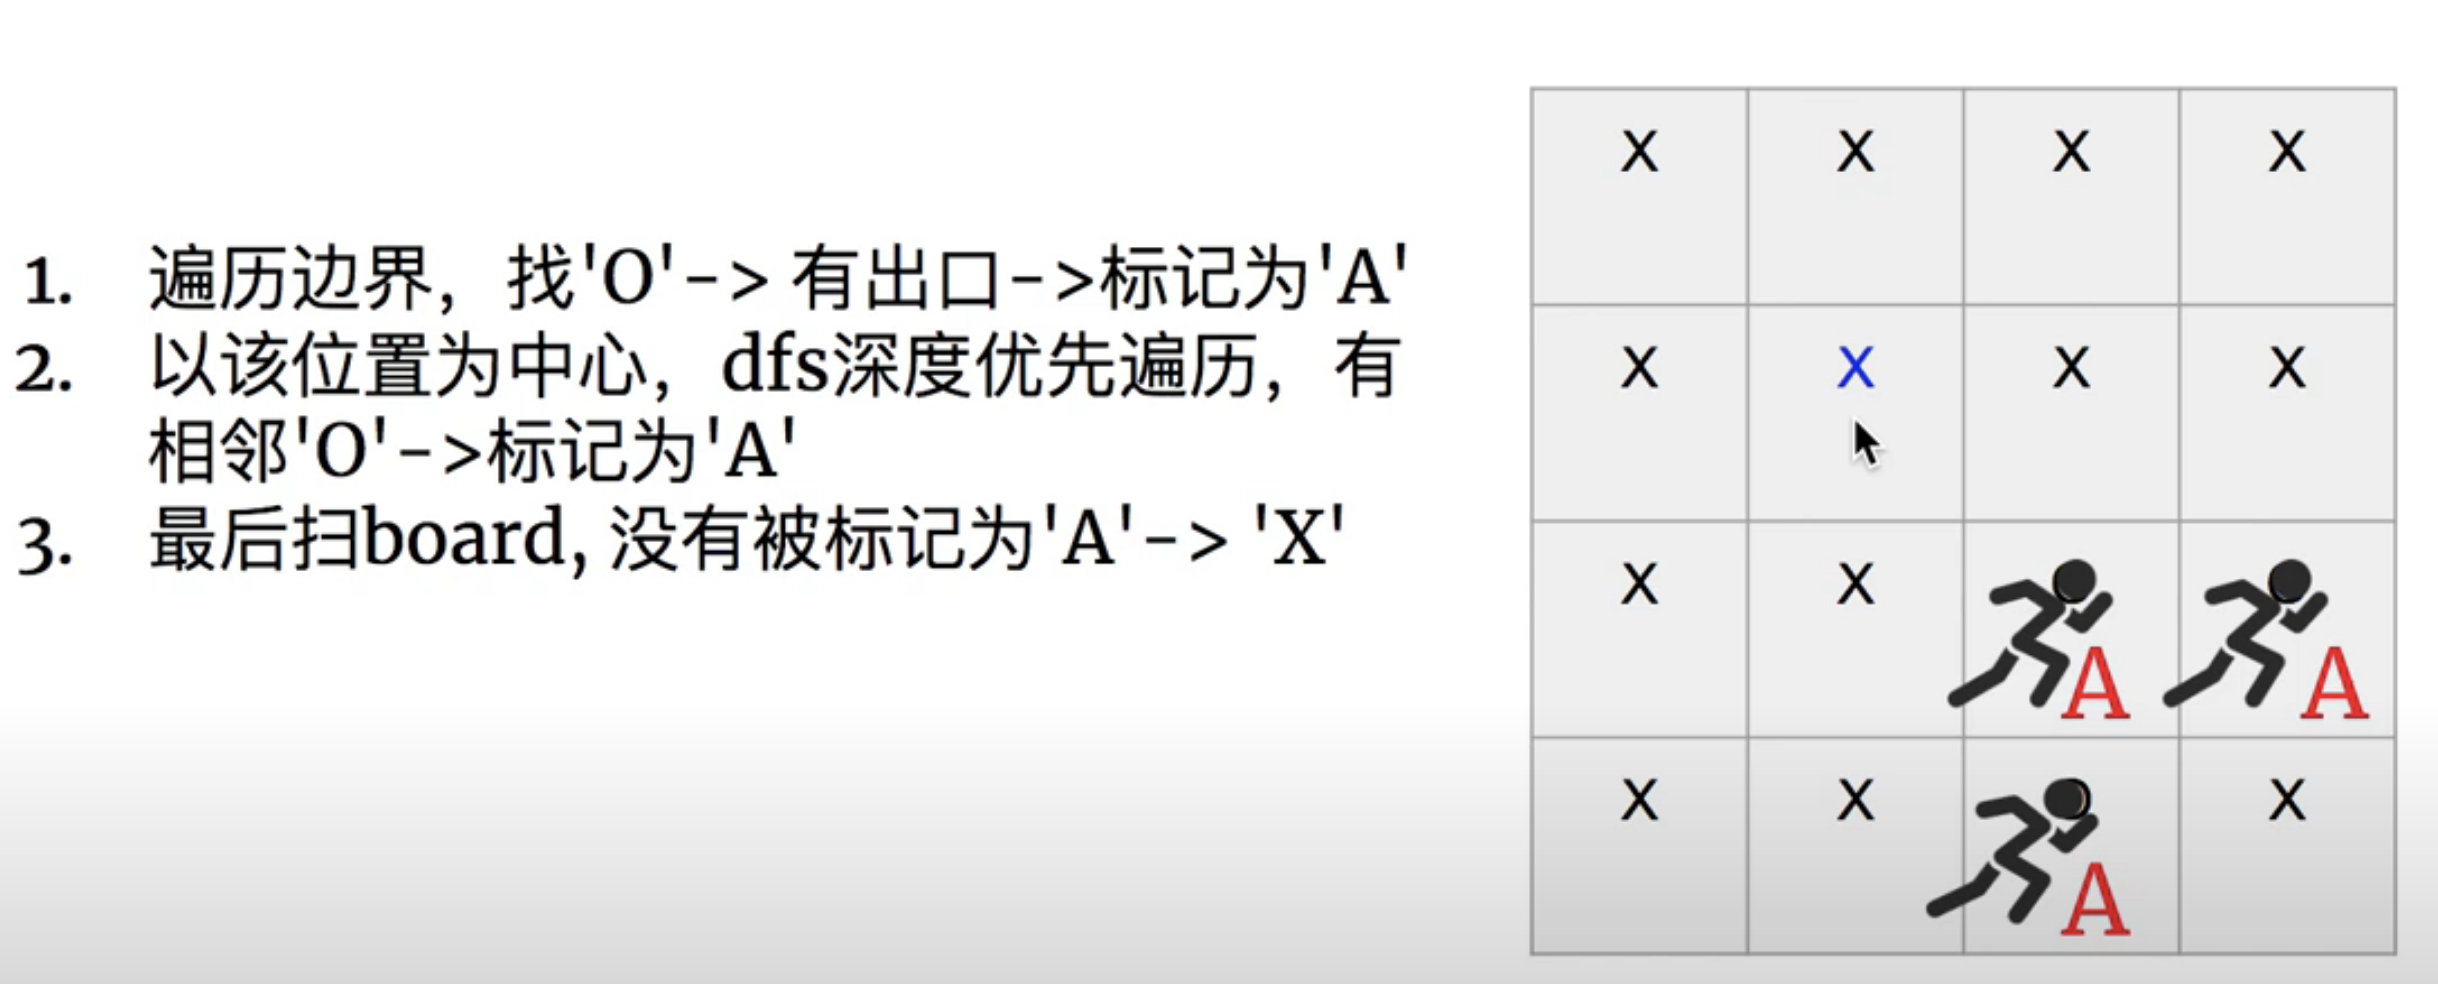 1. 遍历边界，找'O'-> 有出口->标记为'A'
2. 以该位置为中心，dfs深度优先遍历，有
相邻'O'->标记为'A'
3. 最后扫board, 没有被标记为'A'-> 'X'
X X X X
X X X X
X X O O
A A
X X O X
A